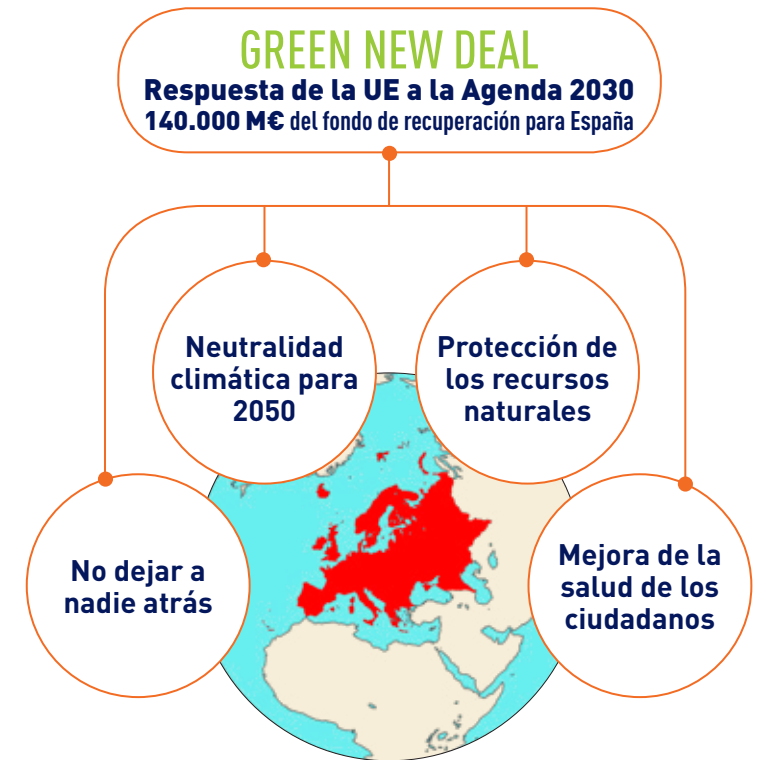 GREEN NEW DEAL
Respuesta de la UE a la Agenda 2030
140.000 M€ del fondo de recuperación para España
Neutralidad
climática para
2050
Protección de
los recursos
naturales
No dejar a
nadie atrás
Mejora de la
salud de los
ciudadanos